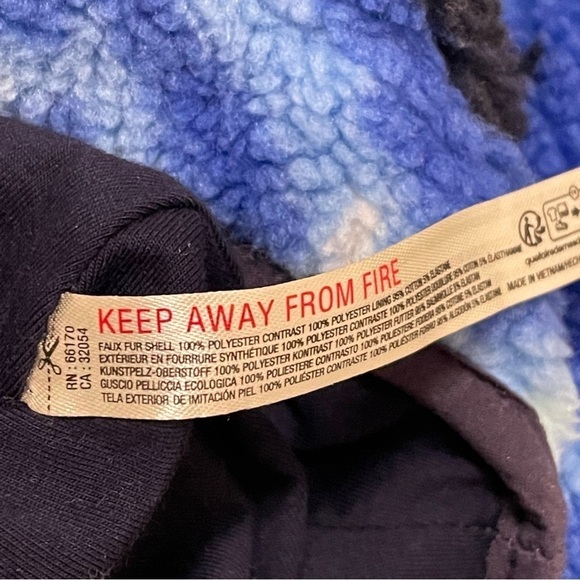 KEEP AWAY FROM FIRE
FAUX FUR SHELL 100% POLYESTER CONTRAST 100% POLYESTER LINING 95% COTTON 5% ELASTANE
EXTÉRIEUR EN FOURRURE SYNTHÉTIQUE 100% POLYESTER CONTRASTE 100% POLYESTER 95% COTON 5% ÉLASTHANNE
KUNSTPELZ-OBERSTOFF 100% POLYESTER KONTRAST 100% POLYESTER FUTTER 95% BAUMWOLLE 5% ELASTAN
GUSCIO PELLICCIA ECOLOGICA 100% POLIESTERE CONTRASTO 100% POLIESTERE FODERA 95% COTONE 5% ELASTAN
TELA EXTERIOR DE IMITACIÓN PIEL 100% POLIÉSTER CONTRASTE 100% POLIÉSTER FORRO 95% ALGODÓN 5% ELASTANO
RN : 66170
CA : 32054
MADE IN VIETNAM/